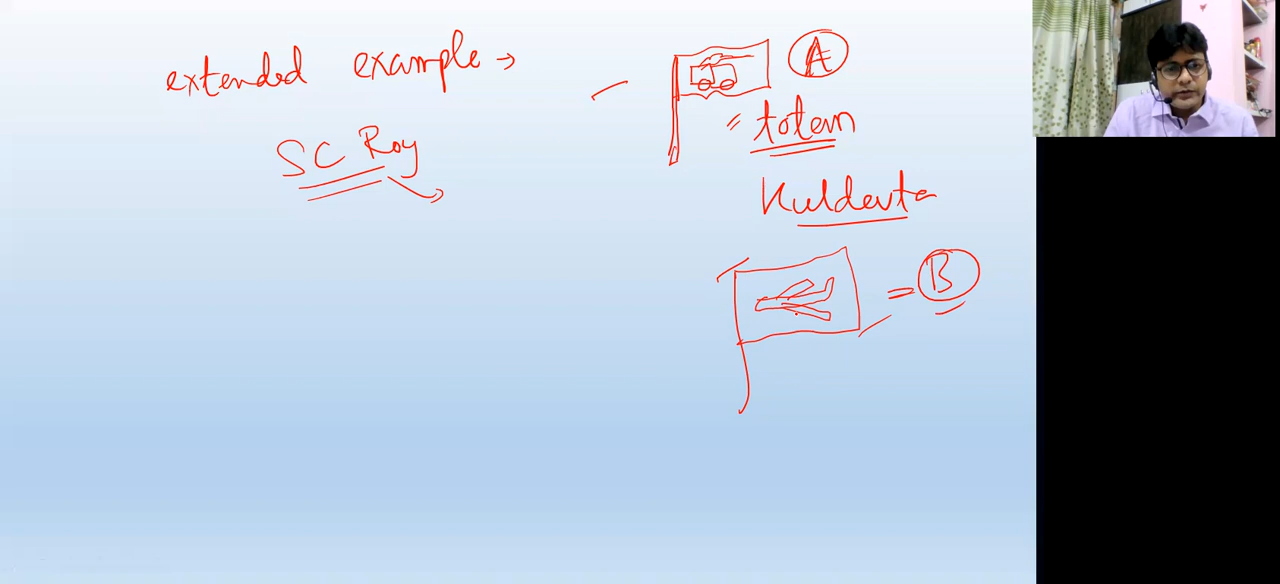 extended example →
SC Roy
A
= totem
Kuldevta
= B